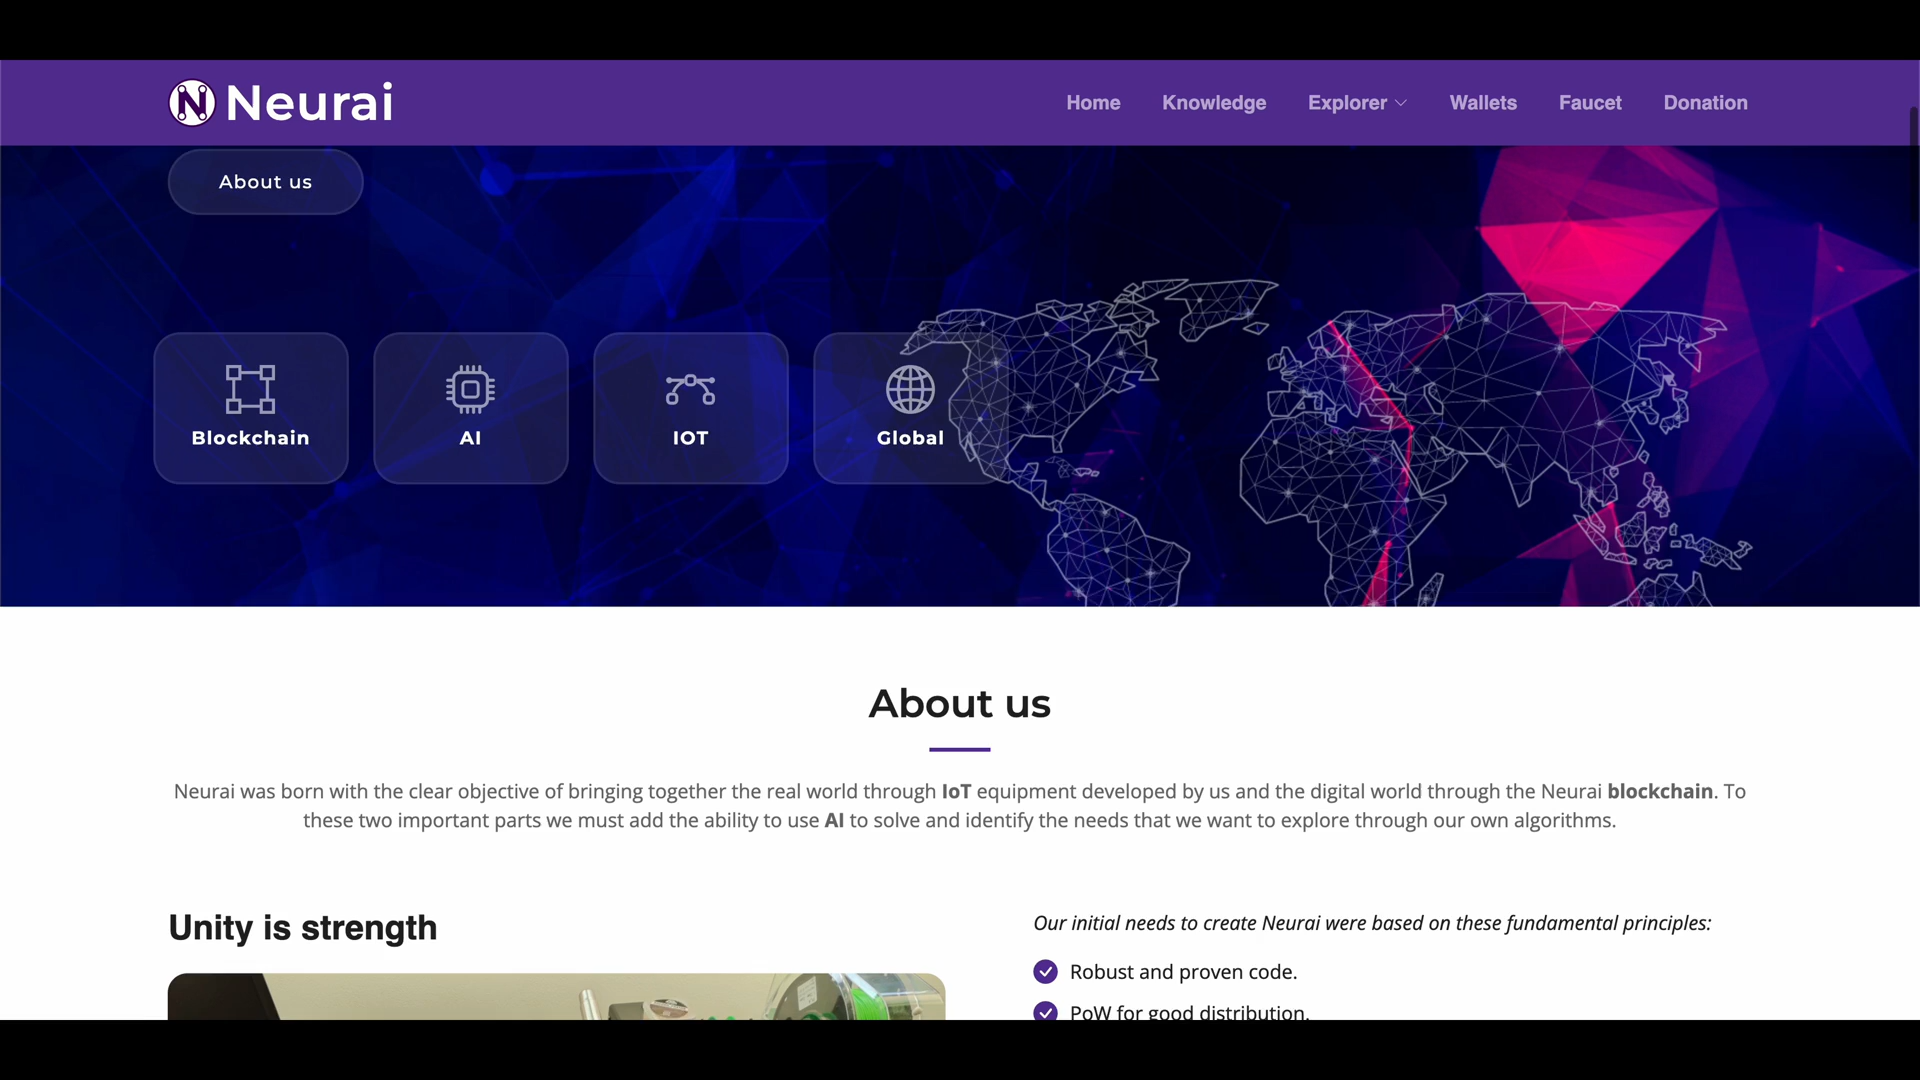 Neurai
Home Knowledge Explorer Wallets Faucet Donation
About us
Blockchain AI IOT Global
About us
Neurai was born with the clear objective of bringing together the real world through IoT equipment developed by us and the digital world through the Neurai blockchain. To
these two important parts we must add the ability to use AI to solve and identify the needs that we want to explore through our own algorithms.
Unity is strength
Our initial needs to create Neurai were based on these fundamental principles:
Robust and proven code.
PoW for good distribution.